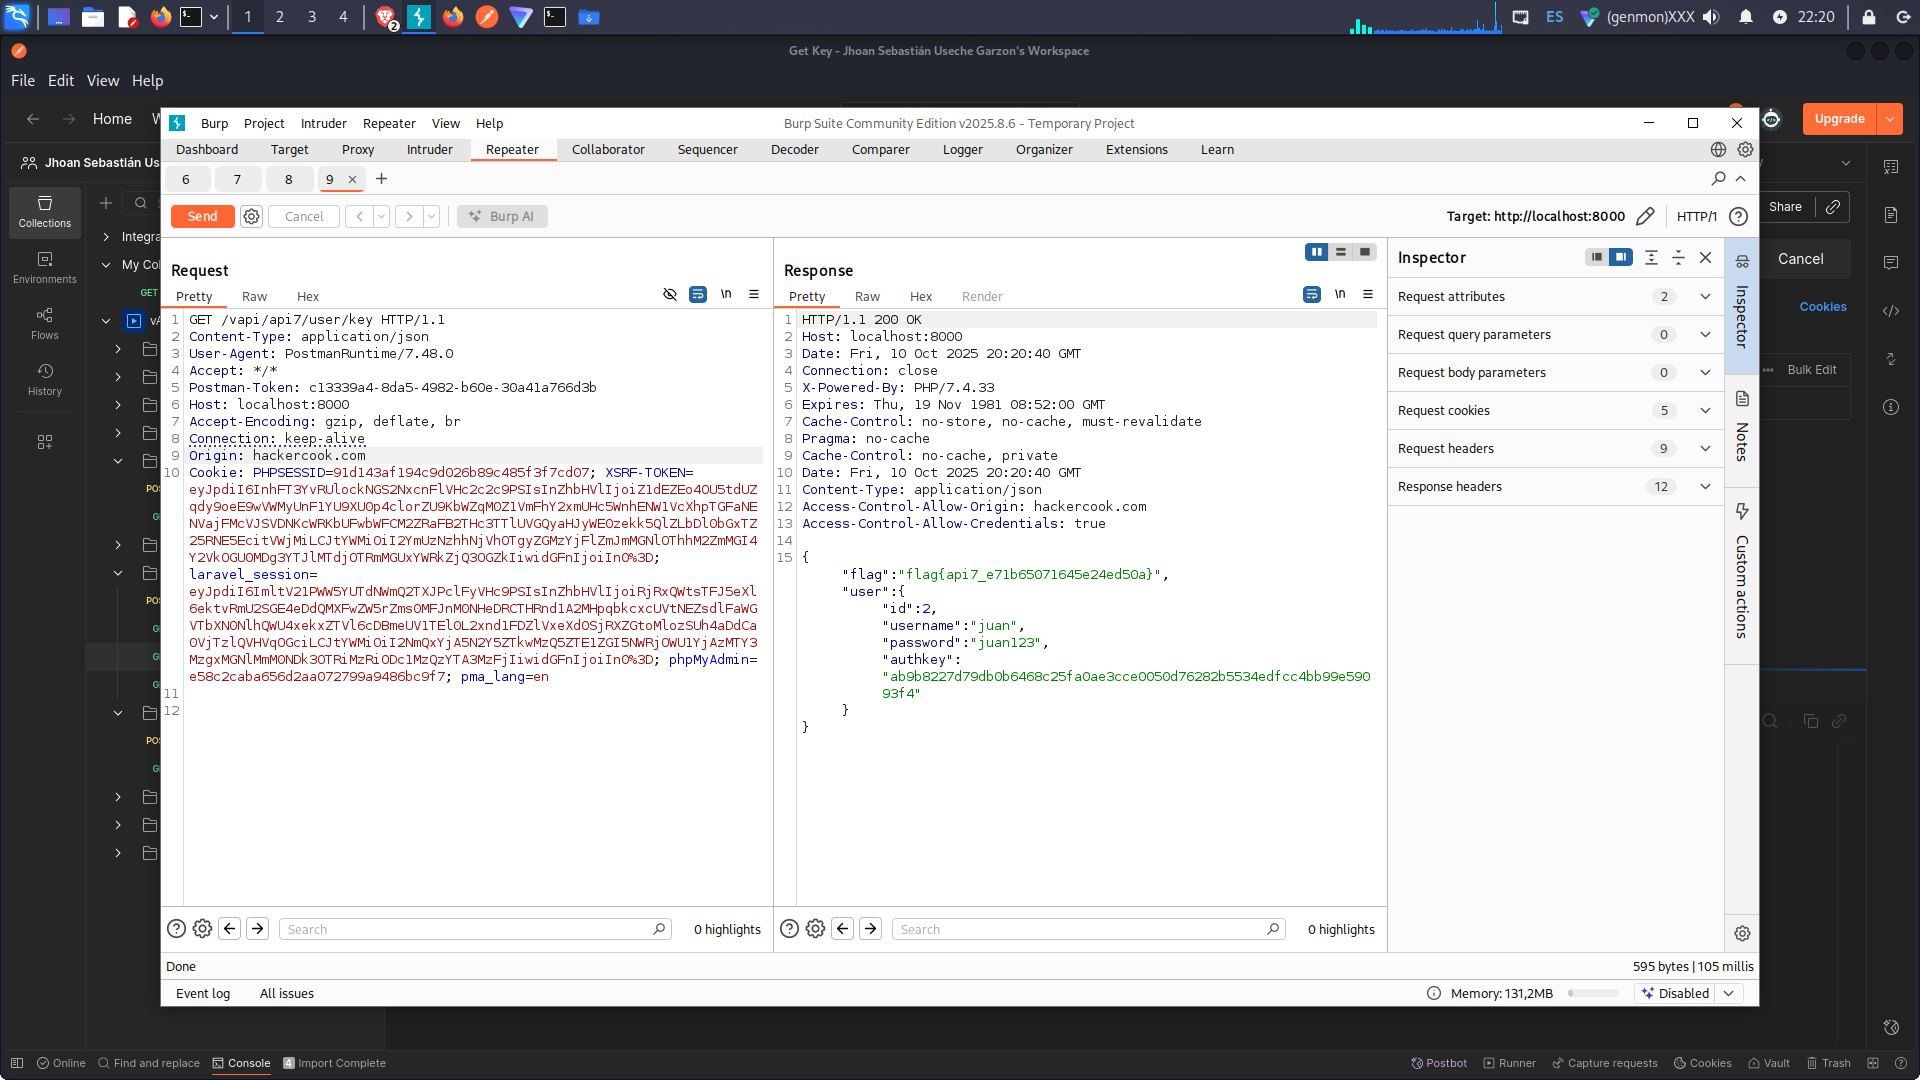 1 2 3 4
2
ES (genmon)XXX 22:20
Get Key - Jhoan Sebastián Useche Garzon's Workspace
File Edit View Help
Home W
Upgrade
Burp Project Intruder Repeater View Help
Burp Suite Community Edition v2025.8.6 - Temporary Project
Dashboard Target Proxy Intruder Repeater Collaborator Sequencer Decoder Comparer Logger Organizer Extensions Learn
6 7 8 9 × +
Send Cancel Burp AI
Target: http://localhost:8000 HTTP/1
Jhoan Sebastián Us
Collections
Environments
Flows
History
Integra
My Col
GET
vA
Share
Cancel
Cookies
Bulk Edit
Request
Pretty Raw Hex
\n
1 GET /vapi/api7/user/key HTTP/1.1
2 Content-Type: application/json
3 User-Agent: PostmanRuntime/7.48.0
4 Accept: */*
5 Postman-Token: c13339a4-8da5-4982-b60e-30a41a766d3b
6 Host: localhost:8000
7 Accept-Encoding: gzip, deflate, br
8 Connection: keep-alive
9 Origin: hackercook.com
10 Cookie: PHPSESSID=91d143af194c9d026b89c485f3f7cd07; XSRF-TOKEN=
laravel_session=
phpMyAdmin=
e58c2caba656d2aa072799a9486bc9f7; pma_lang=en
11
12
Response
Pretty Raw Hex Render
\n
1 HTTP/1.1 200 OK
2 Host: localhost:8000
3 Date: Fri, 10 Oct 2025 20:20:40 GMT
4 Connection: close
5 X-Powered-By: PHP/7.4.33
6 Expires: Thu, 19 Nov 1981 08:52:00 GMT
7 Cache-Control: no-store, no-cache, must-revalidate
8 Pragma: no-cache
9 Cache-Control: no-cache, private
10 Date: Fri, 10 Oct 2025 20:20:40 GMT
11 Content-Type: application/json
12 Access-Control-Allow-Origin: hackercook.com
13 Access-Control-Allow-Credentials: true
14
15 {
"flag":"flag{api7_e71b65071645e24ed50a}",
"user":{
"id":2,
"username":"juan",
"password":"juan123",
"authkey":
"ab9b8227d79db0b6468c25fa0ae3cce0050d76282b5534edfcc4bb99e590
93f4"
}
}
Inspector
Request attributes 2
Request query parameters 0
Request body parameters 0
Request cookies 5
Request headers 9
Response headers 12
Inspector
Notes
Custom actions
Search 0 highlights
Search 0 highlights
Done
595 bytes | 105 millis
Event log All issues
Memory: 131,2MB
Disabled
Online Find and replace Console 4 Import Complete
Postbot Runner Capture requests Cookies Vault Trash